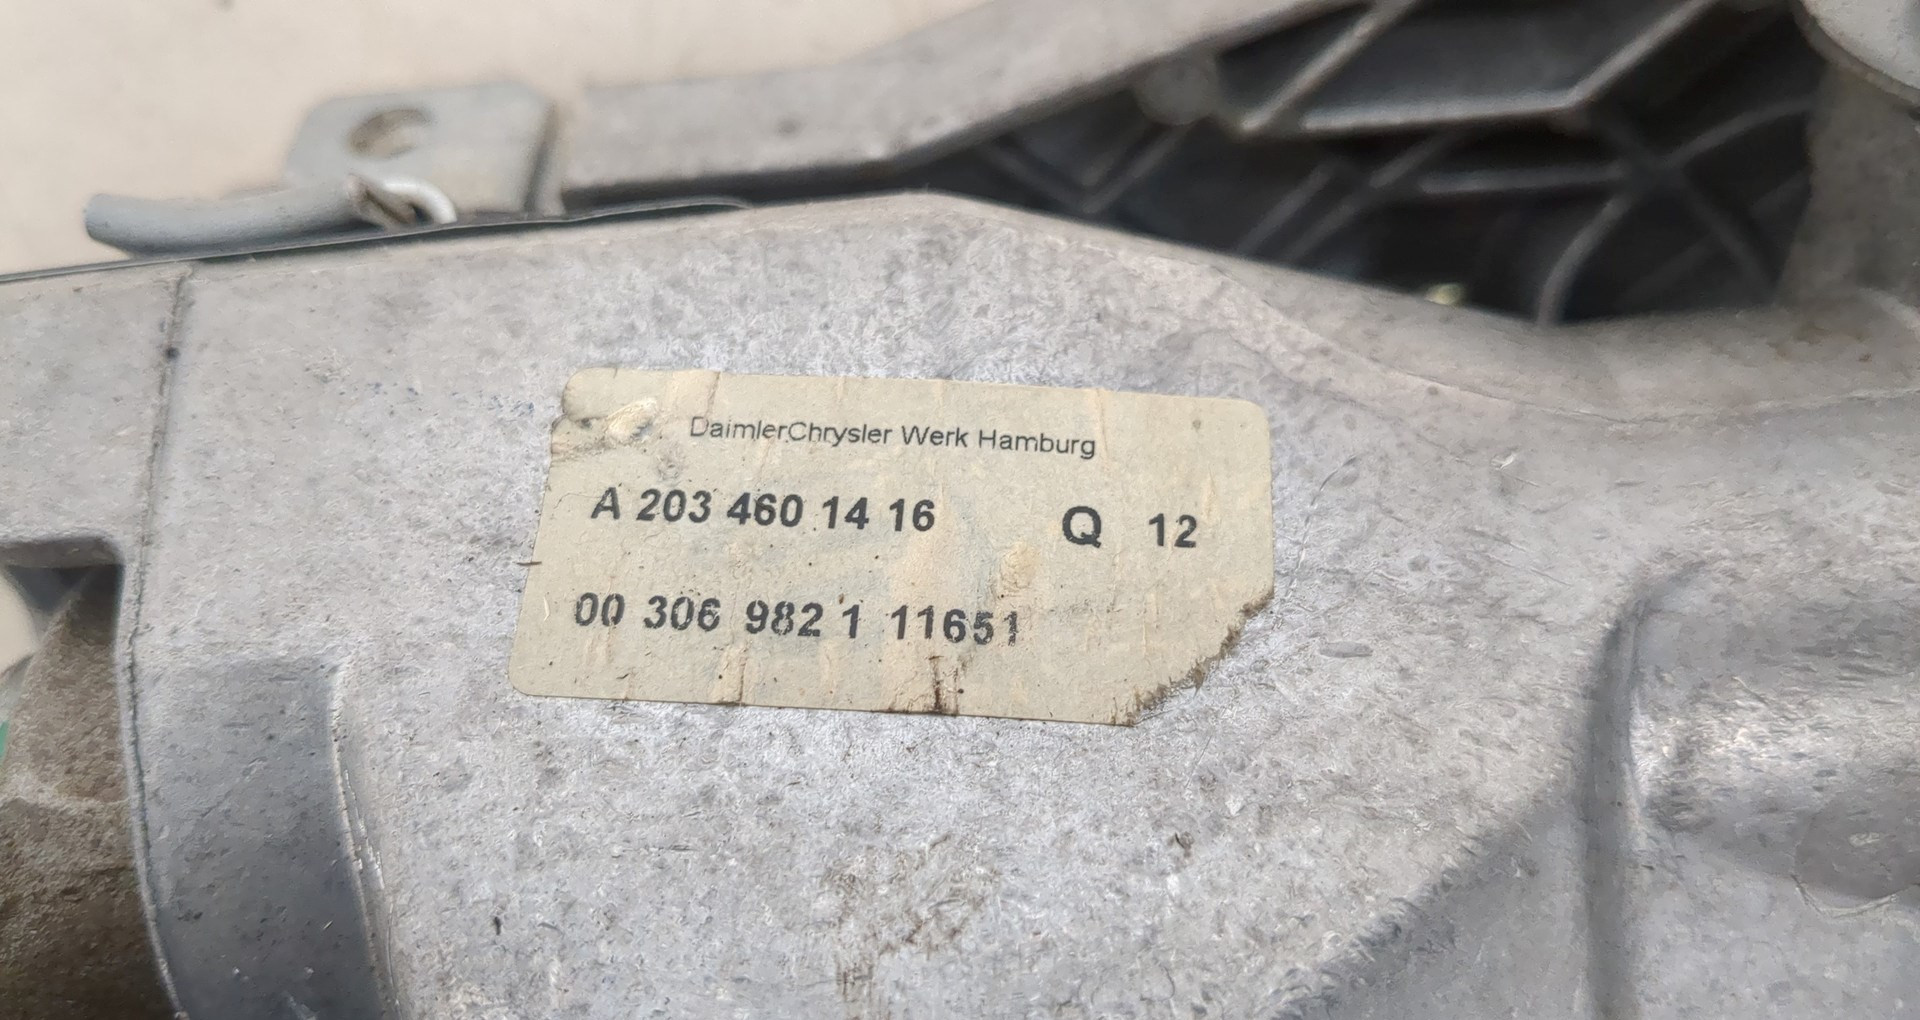 DaimlerChrysler Werk Hamburg
A 203 460 14 16 Q 12
00 306 982 1 11651